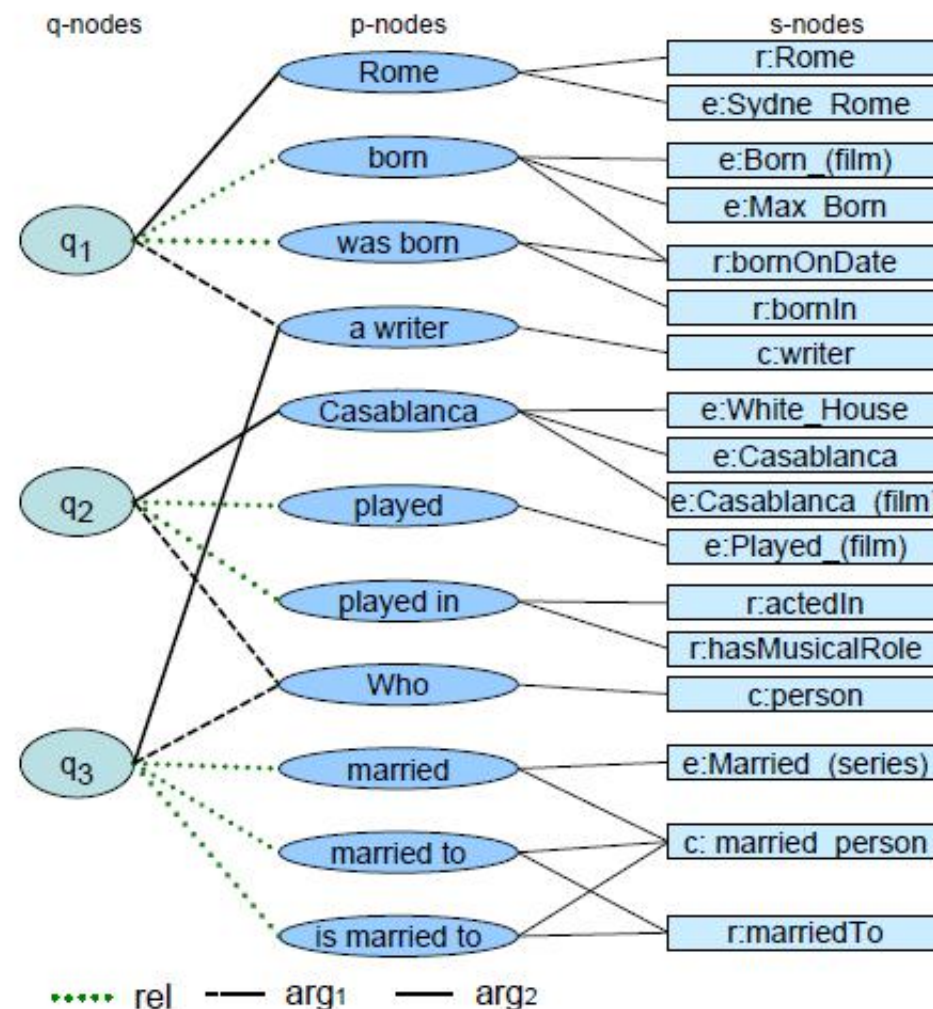 q-nodes p-nodes s-nodes
Rome r:Rome
e:Sydne_Rome
born e:Born_(film)
e:Max_Born
q1 was born r:bornOnDate
r:bornIn
a writer c:writer
Casablanca e:White_House
e:Casablanca
q2 played e:Casablanca_(film)
e:Played_(film)
played in r:actedIn
r:hasMusicalRole
Who c:person
q3 married e:Married_(series)
married to c: married_person
is married to r:marriedTo
rel arg1 arg2